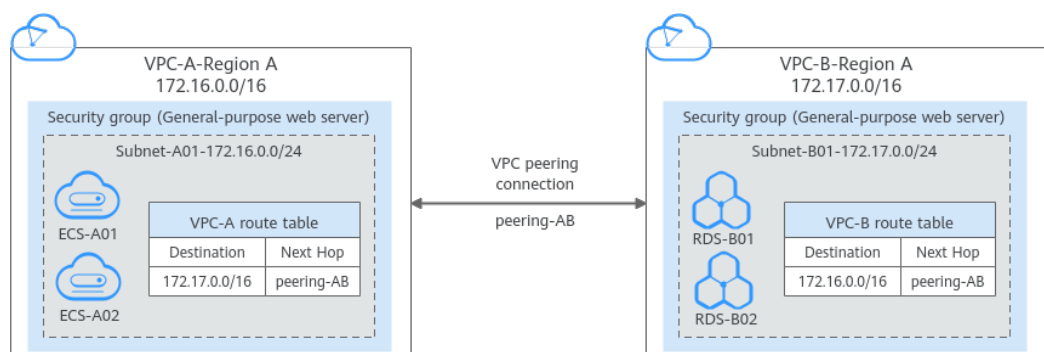 VPC-A-Region A
172.16.0.0/16
Security group (General-purpose web server)
Subnet-A01-172.16.0.0/24
ECS-A01
ECS-A02
VPC-A route table
Destination Next Hop
172.17.0.0/16 peering-AB
VPC peering
connection
peering-AB
VPC-B-Region A
172.17.0.0/16
Security group (General-purpose web server)
Subnet-B01-172.17.0.0/24
RDS-B01
RDS-B02
VPC-B route table
Destination Next Hop
172.16.0.0/16 peering-AB